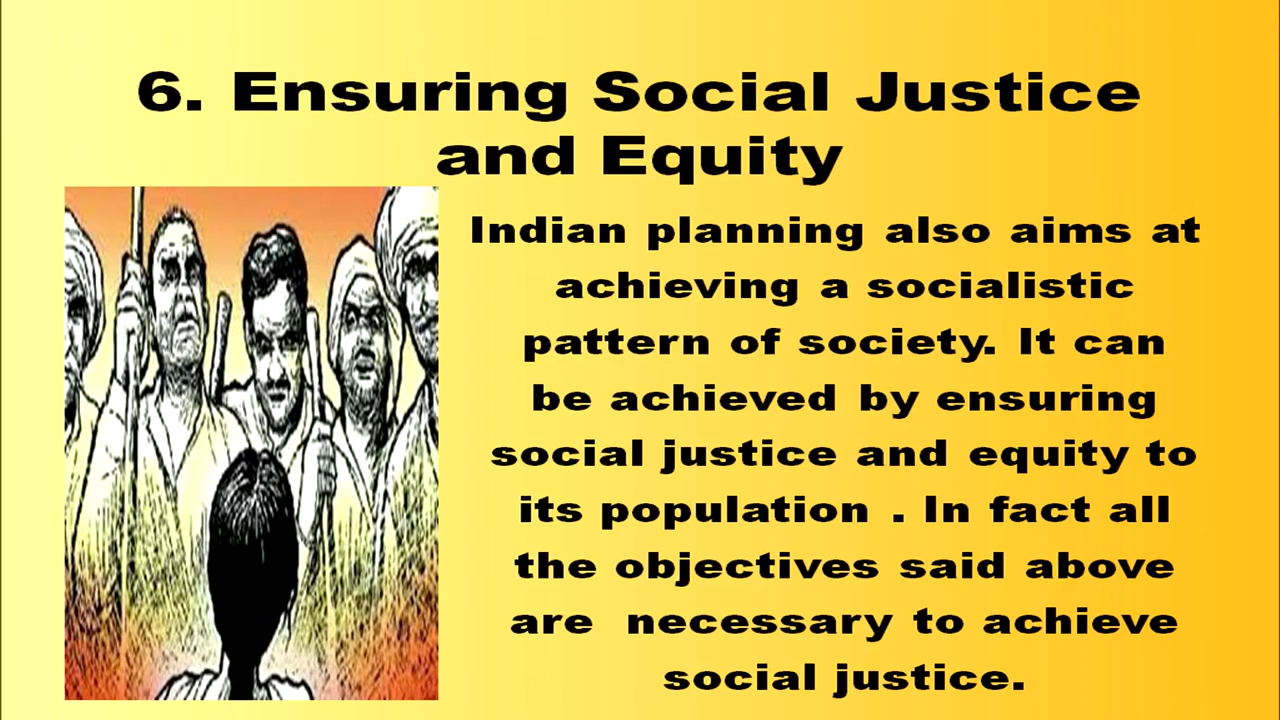 6. Ensuring Social Justice
and Equity
Indian planning also aims at
achieving a socialistic
pattern of society. It can
be achieved by ensuring
social justice and equity to
its population . In fact all
the objectives said above
are necessary to achieve
social justice.